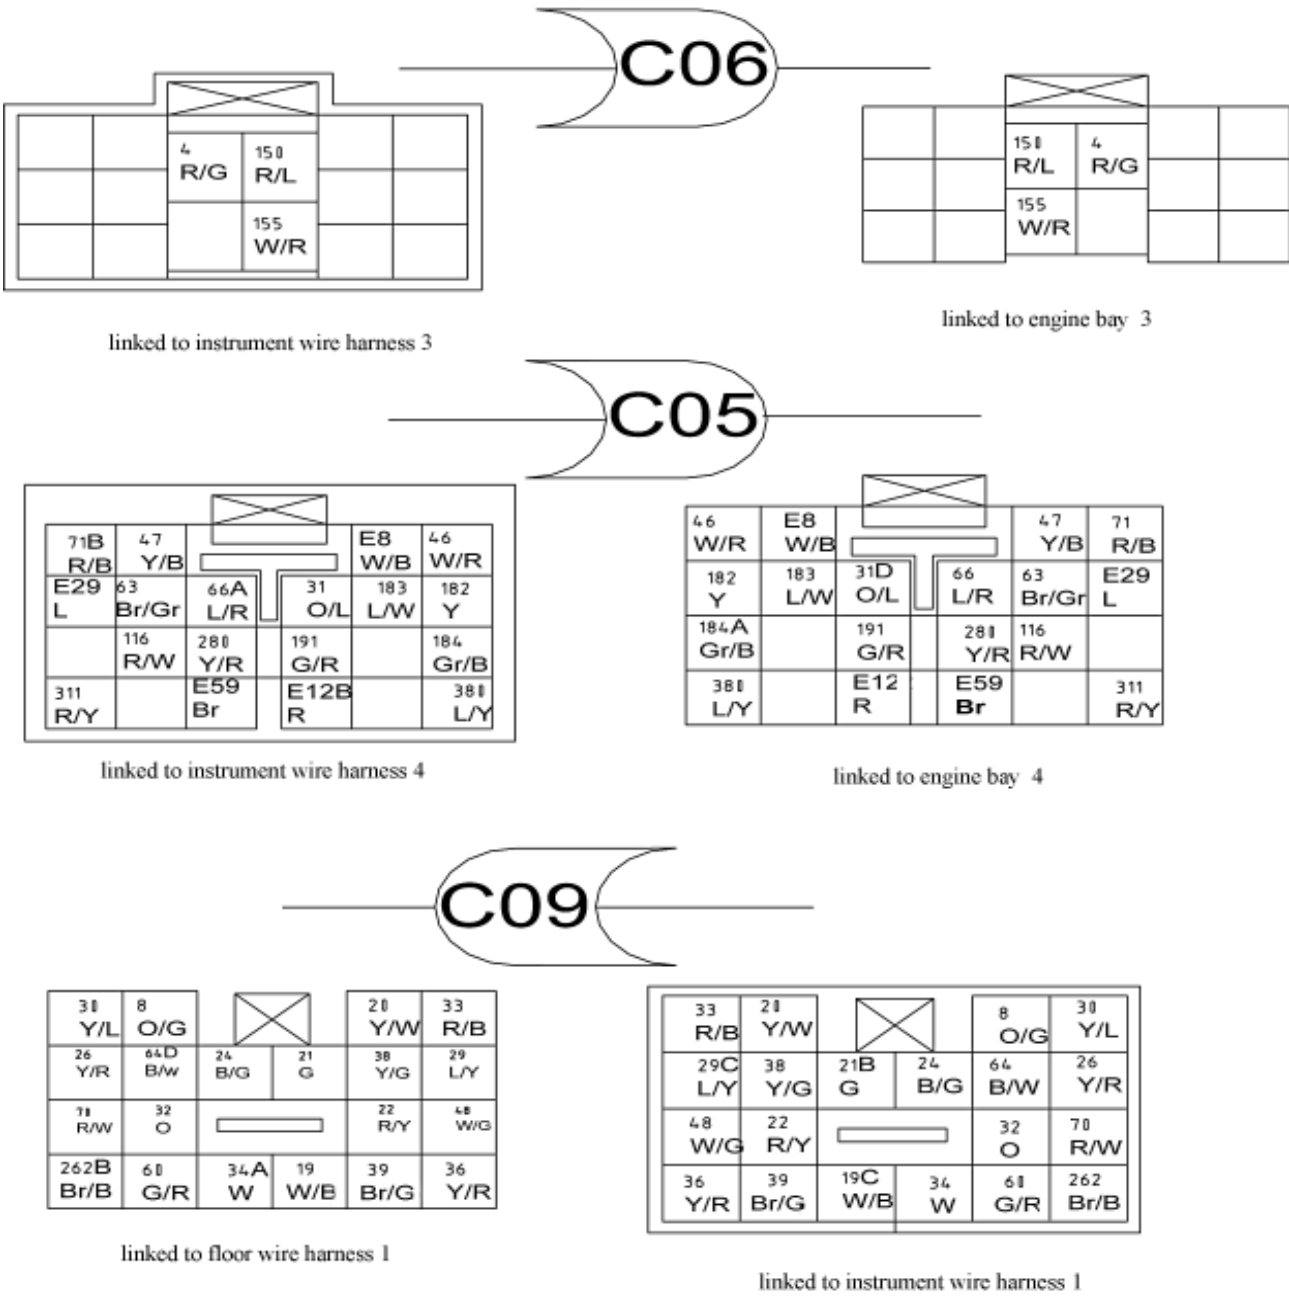 C06
4 150
R/G R/L
155
W/R
linked to instrument wire harness 3
150 4
R/L R/G
155
W/R
linked to engine bay 3
C05
71B 47 E8 46
R/B Y/B W/B W/R
E29 63 66A 31 183 182
L Br/Gr L/R O/L L/W Y
116 280 191 184
R/W Y/R G/R Gr/B
311 E59 E12B 380
R/Y Br R L/Y
linked to instrument wire harness 4
46 E8 47 71
W/R W/B Y/B R/B
182 183 31D 66 63 E29
Y L/W O/L L/R Br/Gr L
184A 191 280 116
Gr/B G/R Y/R R/W
380 E12 E59 311
L/Y R Br R/Y
linked to engine bay 4
C09
30 8 20 33
Y/L O/G Y/W R/B
26 64D 24 21 38 29
Y/R B/w B/G G Y/G L/Y
70 32 22 48
R/W O R/Y W/G
262B 60 34A 19 39 36
Br/B G/R W W/B Br/G Y/R
linked to floor wire harness 1
33 20 8 30
R/B Y/W O/G Y/L
29C 38 21B 24 64 26
L/Y Y/G G B/G B/W Y/R
48 22 32 70
W/G R/Y O R/W
36 39 19C 34 60 262
Y/R Br/G W/B W G/R Br/B
linked to instrument wire harness 1